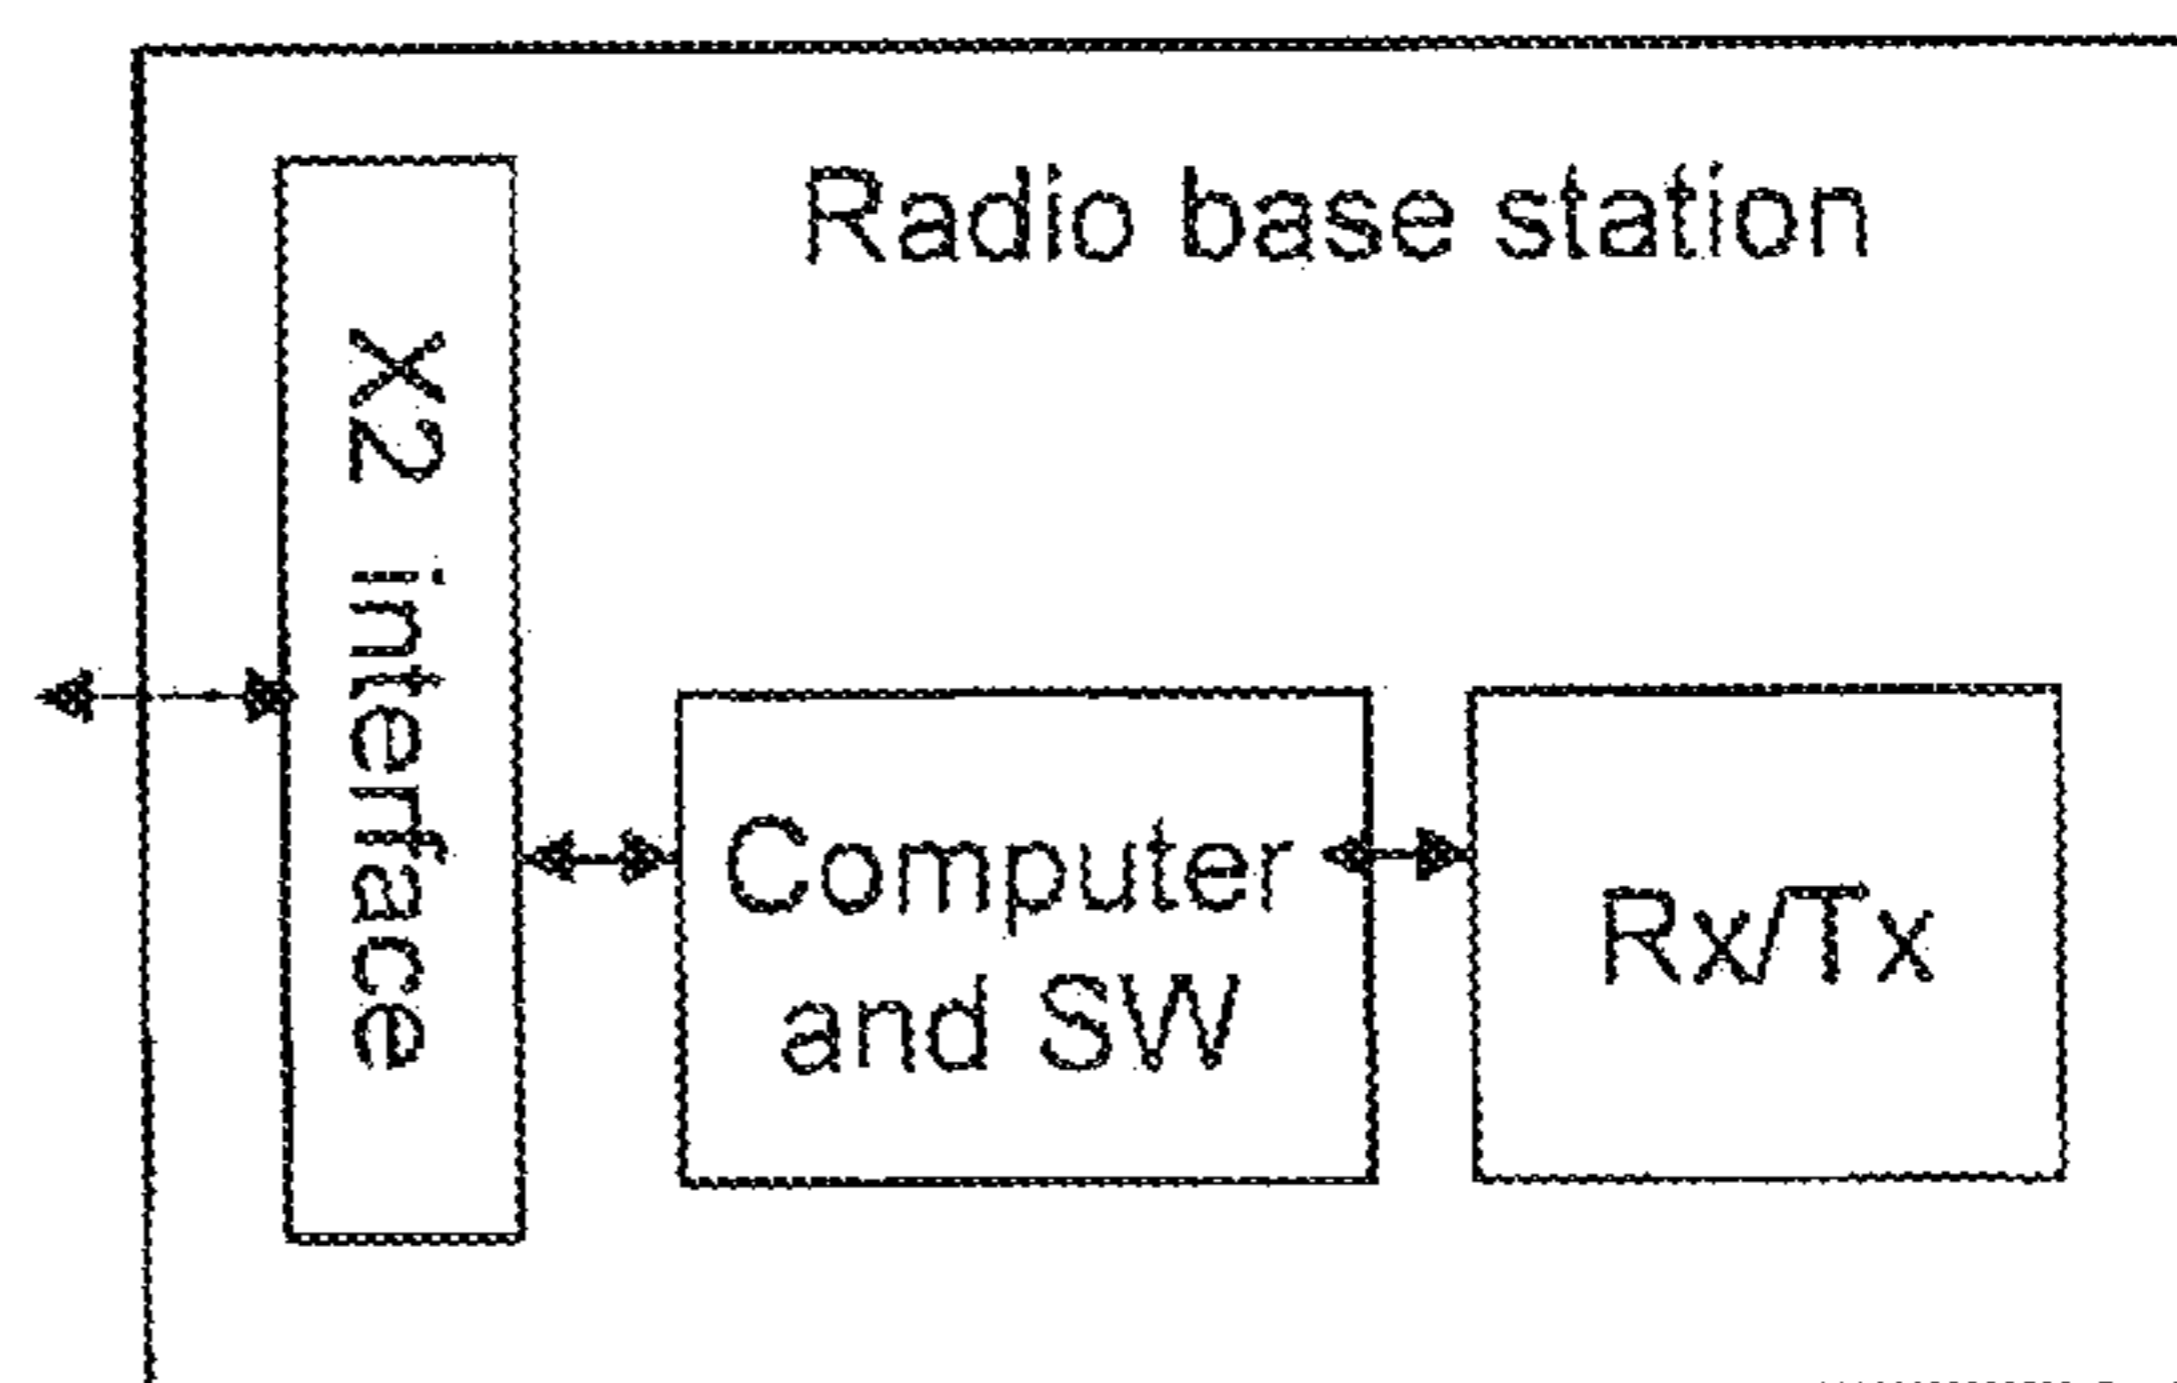 Radio base station
X2 interface
Computer
and SW
Rx/Tx